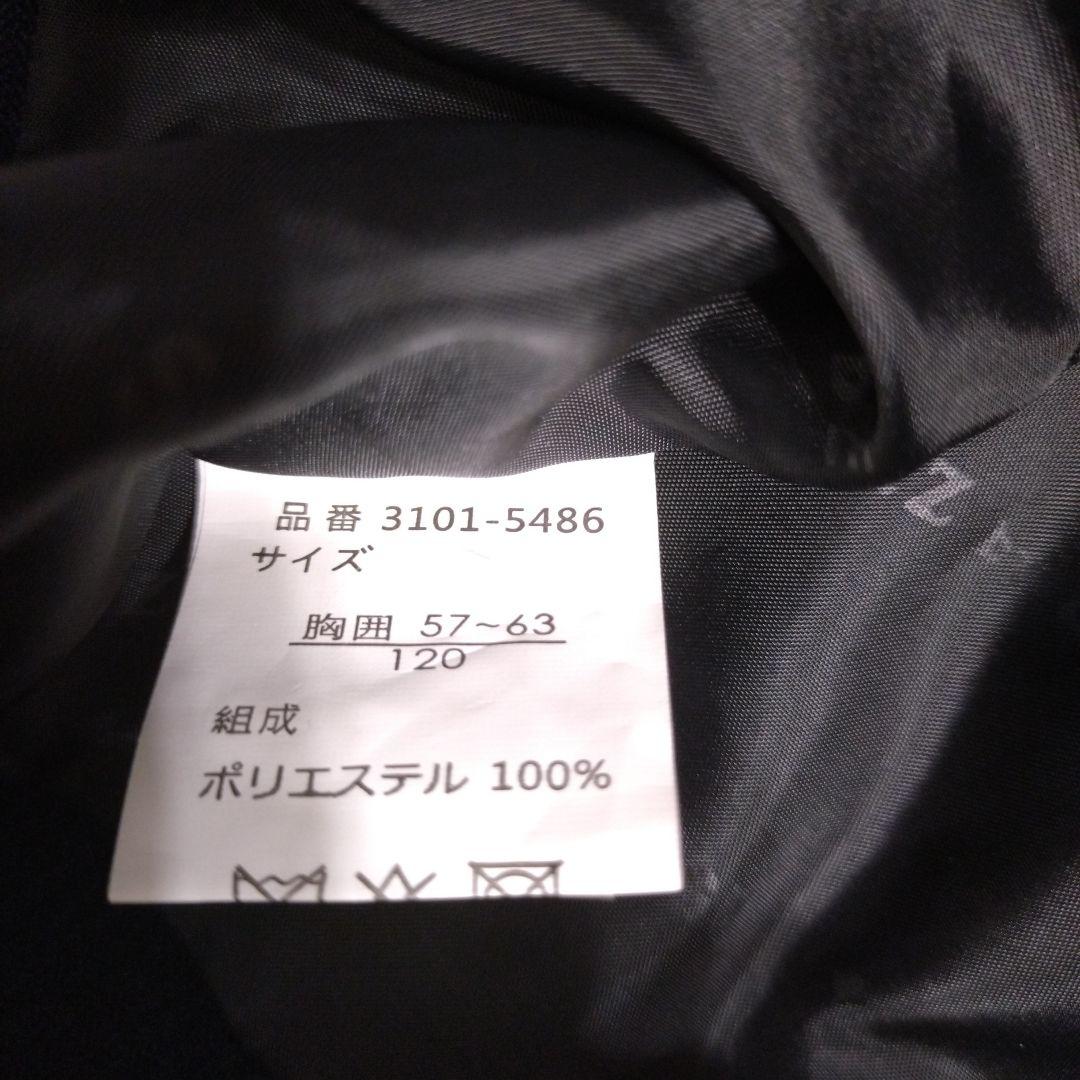 品番 3101-5486
サイズ
胸囲 57~63
120
組成
ポリエステル 100%